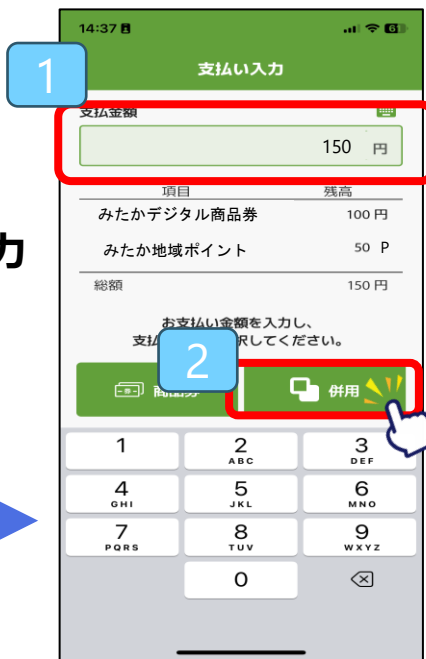 14:37
支払い入力
1
支払金額
150 円
項目 残高
みたかデジタル商品券 100 円
力
みたか地域ポイント 50 P
総額 150 円
お支払い金額を入力し、
支払 択してください。
2
併用
1 2 3
ABC DEF
4 5 6
GHI JKL MNO
7 8 9
PQRS TUV WXYZ
0